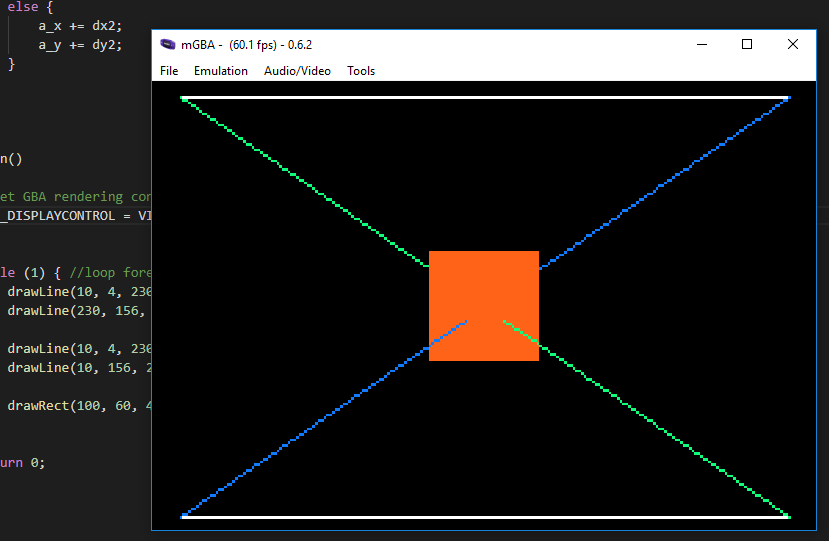 else {
a_x += dx2;
a_y += dy2;
}
mGBA - (60.1 fps) - 0.6.2
File Emulation Audio/Video Tools
n()
et GBA rendering con
_DISPLAYCONTROL = VI
le (1) { //loop fore
drawLine(10, 4, 230
drawLine(230, 156,
drawLine(10, 4, 230
drawLine(10, 156, 2
drawRect(100, 60, 4
urn 0;